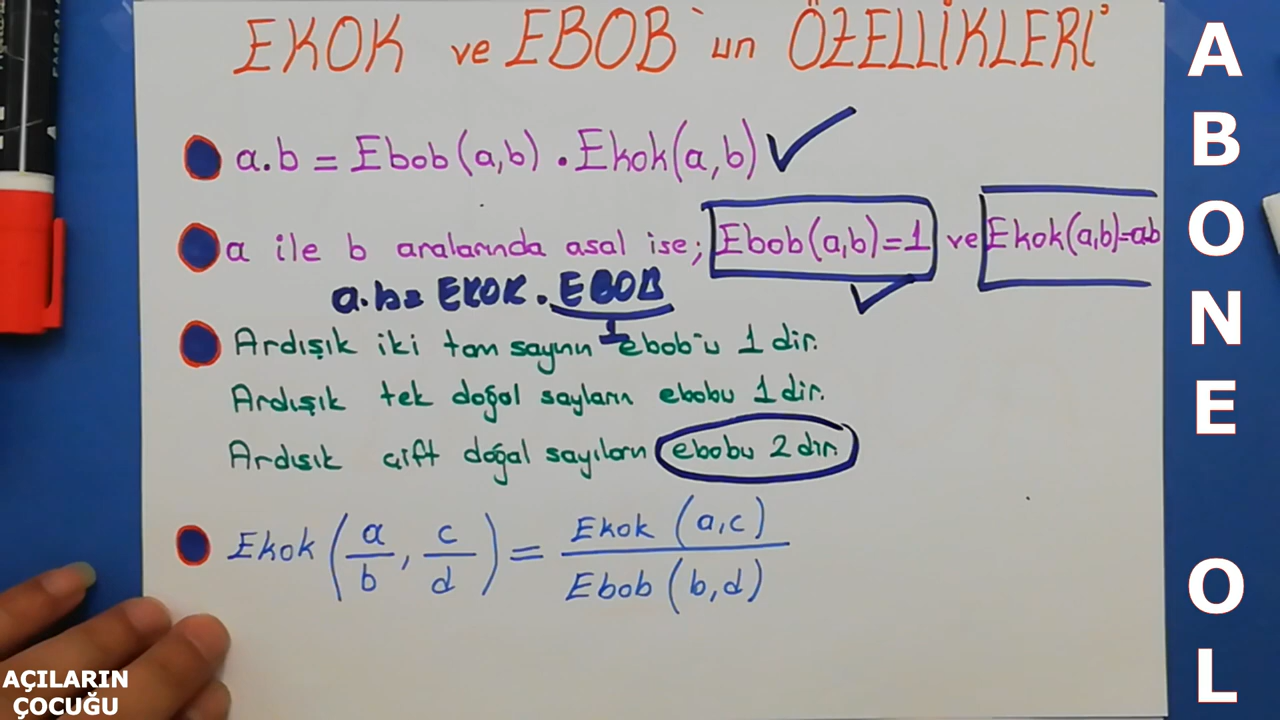 EKOK ve EBOB'un ÖZELLİKLERİ
a.b = Ebob(a,b) . Ekok(a,b)
a ile b aralarında asal ise; Ebob(a,b)=1 ve Ekok(a,b)=a.b
a.b= EKOK . EBOB
1
Ardışık iki tam sayının ebob'u 1 dir.
Ardışık tek doğal sayıların ebobu 1 dir.
Ardışık çift doğal sayıların ebobu 2 dir.
Ekok(a/b, c/d) = Ekok(a,c)/Ebob(b,d)
ABONE OL
AÇILARIN
ÇOCUĞU